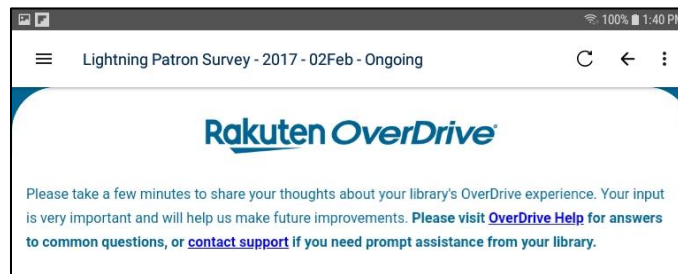 100% 1:40 PM
Lightning Patron Survey - 2017 - 02Feb - Ongoing
Rakuten OverDrive
Please take a few minutes to share your thoughts about your library's OverDrive experience. Your input
is very important and will help us make future improvements. Please visit OverDrive Help for answers
to common questions, or contact support if you need prompt assistance from your library.